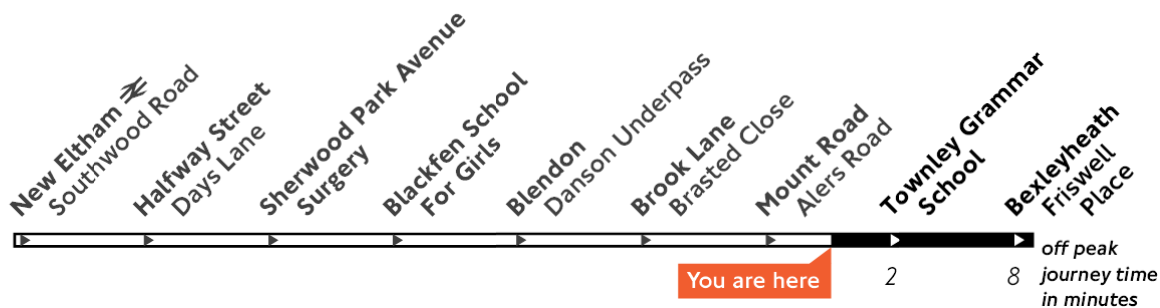 New Eltham
Southwood Road
Halfway Street
Days Lane
Sherwood Park Avenue
Surgery
Blackfen School
For Girls
Blendon
Danson Underpass
Brook Lane
Brasted Close
Mount Road
Alers Road
Townley Grammar
School
Bexleyheath
Friswell
Place
You are here
2
8
off peak
journey time
in minutes